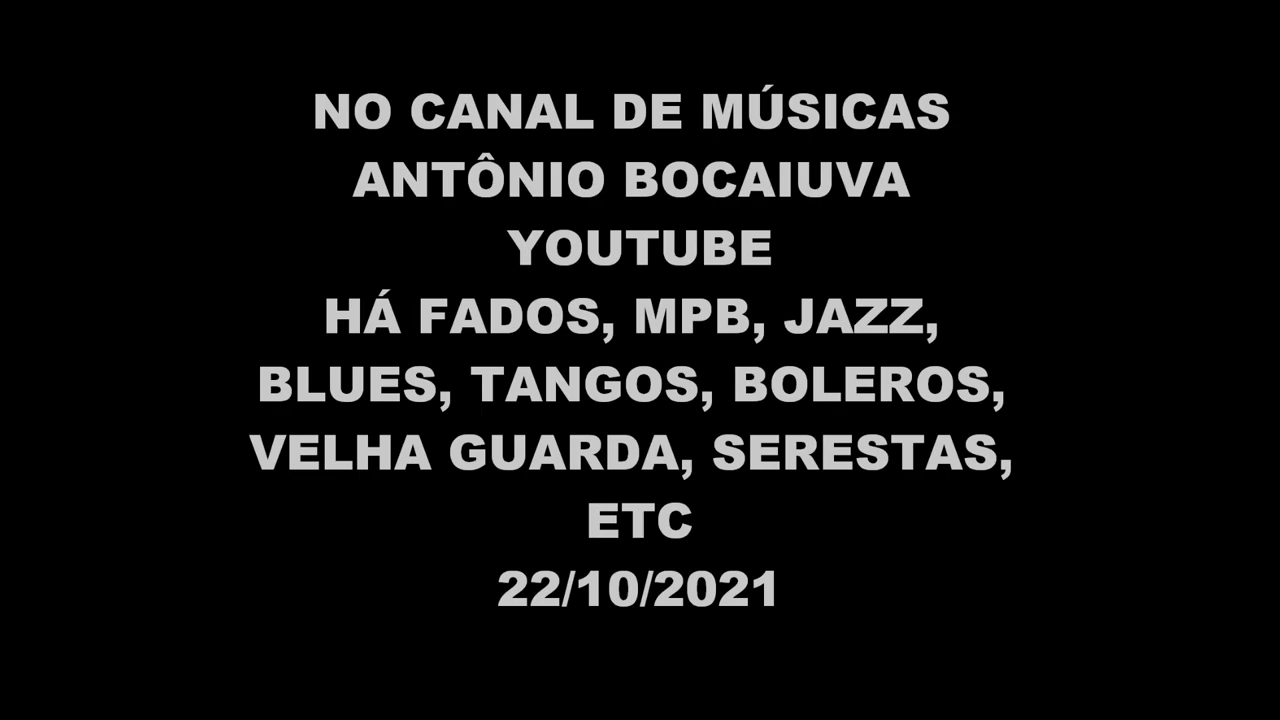 NO CANAL DE MÚSICAS
ANTÔNIO BOCAIUVA
YOUTUBE
HÁ FADOS, MPB, JAZZ,
BLUES, TANGOS, BOLEROS,
VELHA GUARDA, SERESTAS,
ETC
22/10/2021